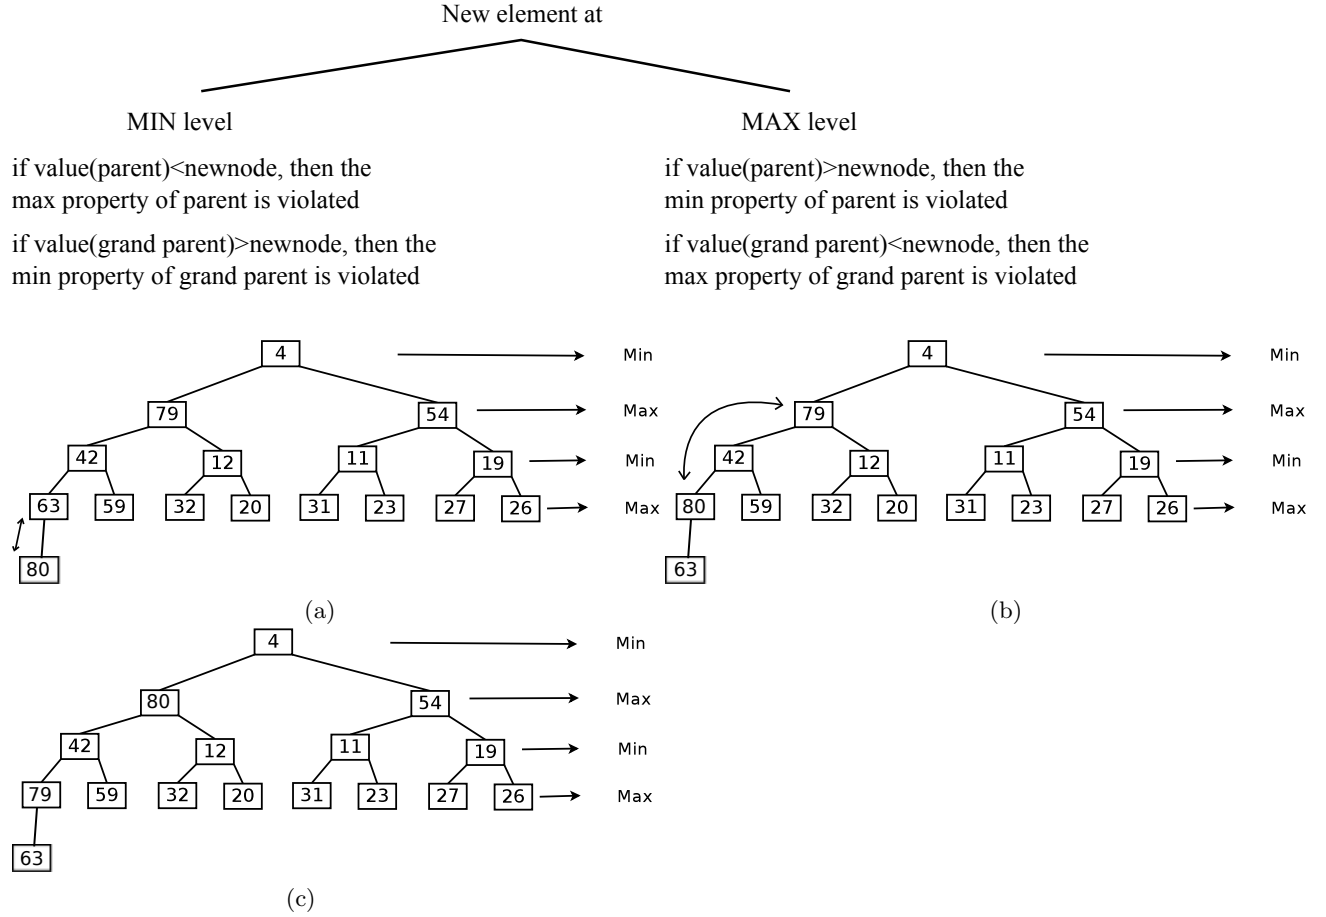 New element at
MIN level
MAX level
if value(parent)<newnode, then the
max property of parent is violated
if value(grand parent)>newnode, then the
min property of grand parent is violated
if value(parent)>newnode, then the
min property of parent is violated
if value(grand parent)<newnode, then the
max property of grand parent is violated
4 Min
79 54 Max
42 12 11 19 Min
63 59 32 20 31 23 27 26 Max
80
(a)
4 Min
79 54 Max
42 12 11 19 Min
80 59 32 20 31 23 27 26 Max
63
(b)
4 Min
80 54 Max
42 12 11 19 Min
79 59 32 20 31 23 27 26 Max
63
(c)